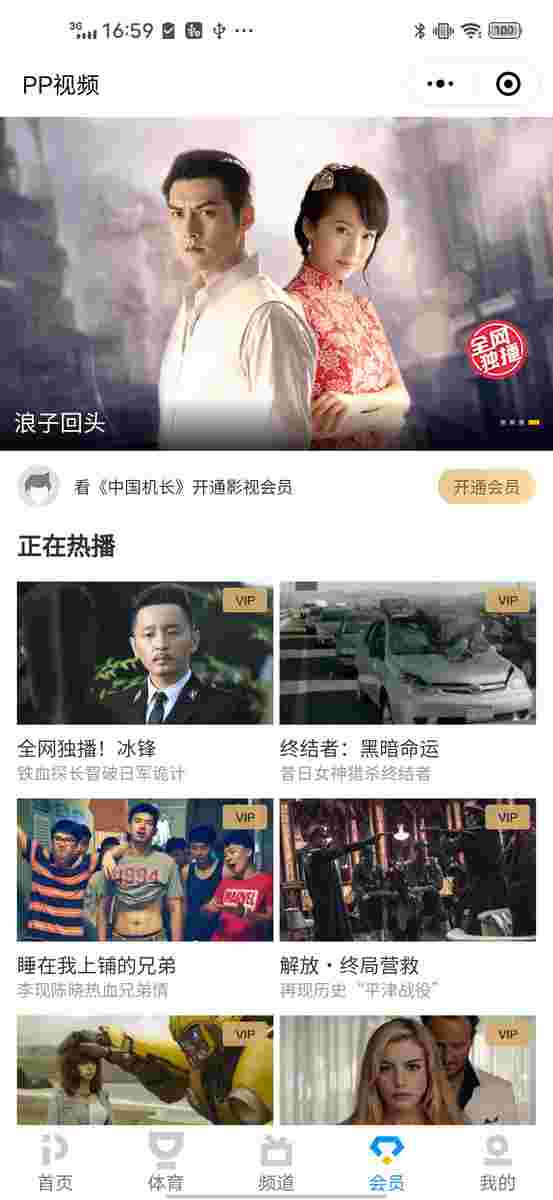 3G 16:59 100
PP视频
全网
独播
浪子回头
看《中国机长》开通影视会员
开通会员
正在热播
VIP
VIP
全网独播！冰锋
终结者：黑暗命运
铁血探长智破日军诡计
昔日女神猎杀终结者
VIP
VIP
1994
MARVEL
睡在我上铺的兄弟
解放·终局营救
李现陈晓热血兄弟情
再现历史“平津战役”
VIP
VIP
首页
体育
频道
会员
我的